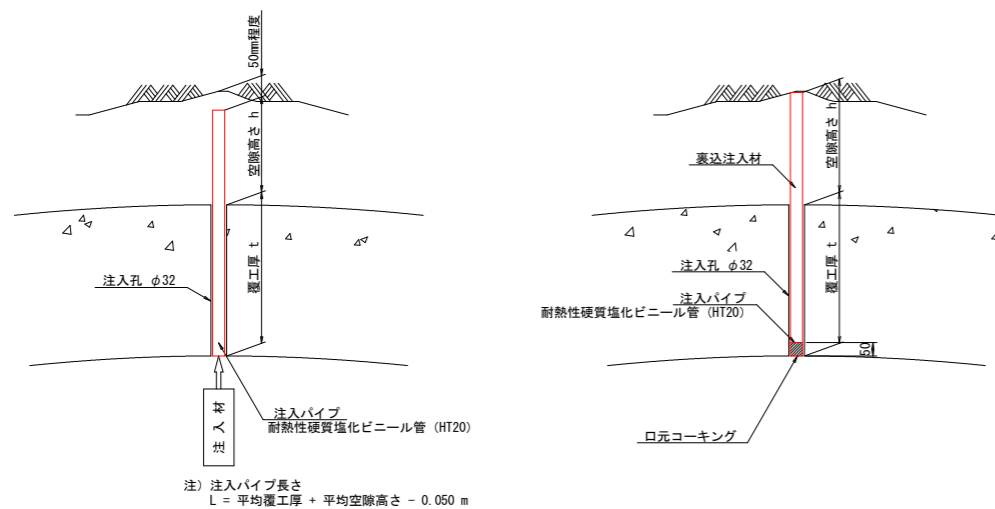 50mm程度
空隙高さ h
覆工厚 t
注入孔 φ32
注入材
注入パイプ
耐熱性硬質塩化ビニール管 (HT20)
注) 注入パイプ長さ
L = 平均覆工厚 + 平均空隙高さ - 0.050 m
空隙高さ h
裏込注入材
覆工厚 t
注入孔 φ32
注入パイプ
耐熱性硬質塩化ビニール管 (HT20)
50
口元コーキング